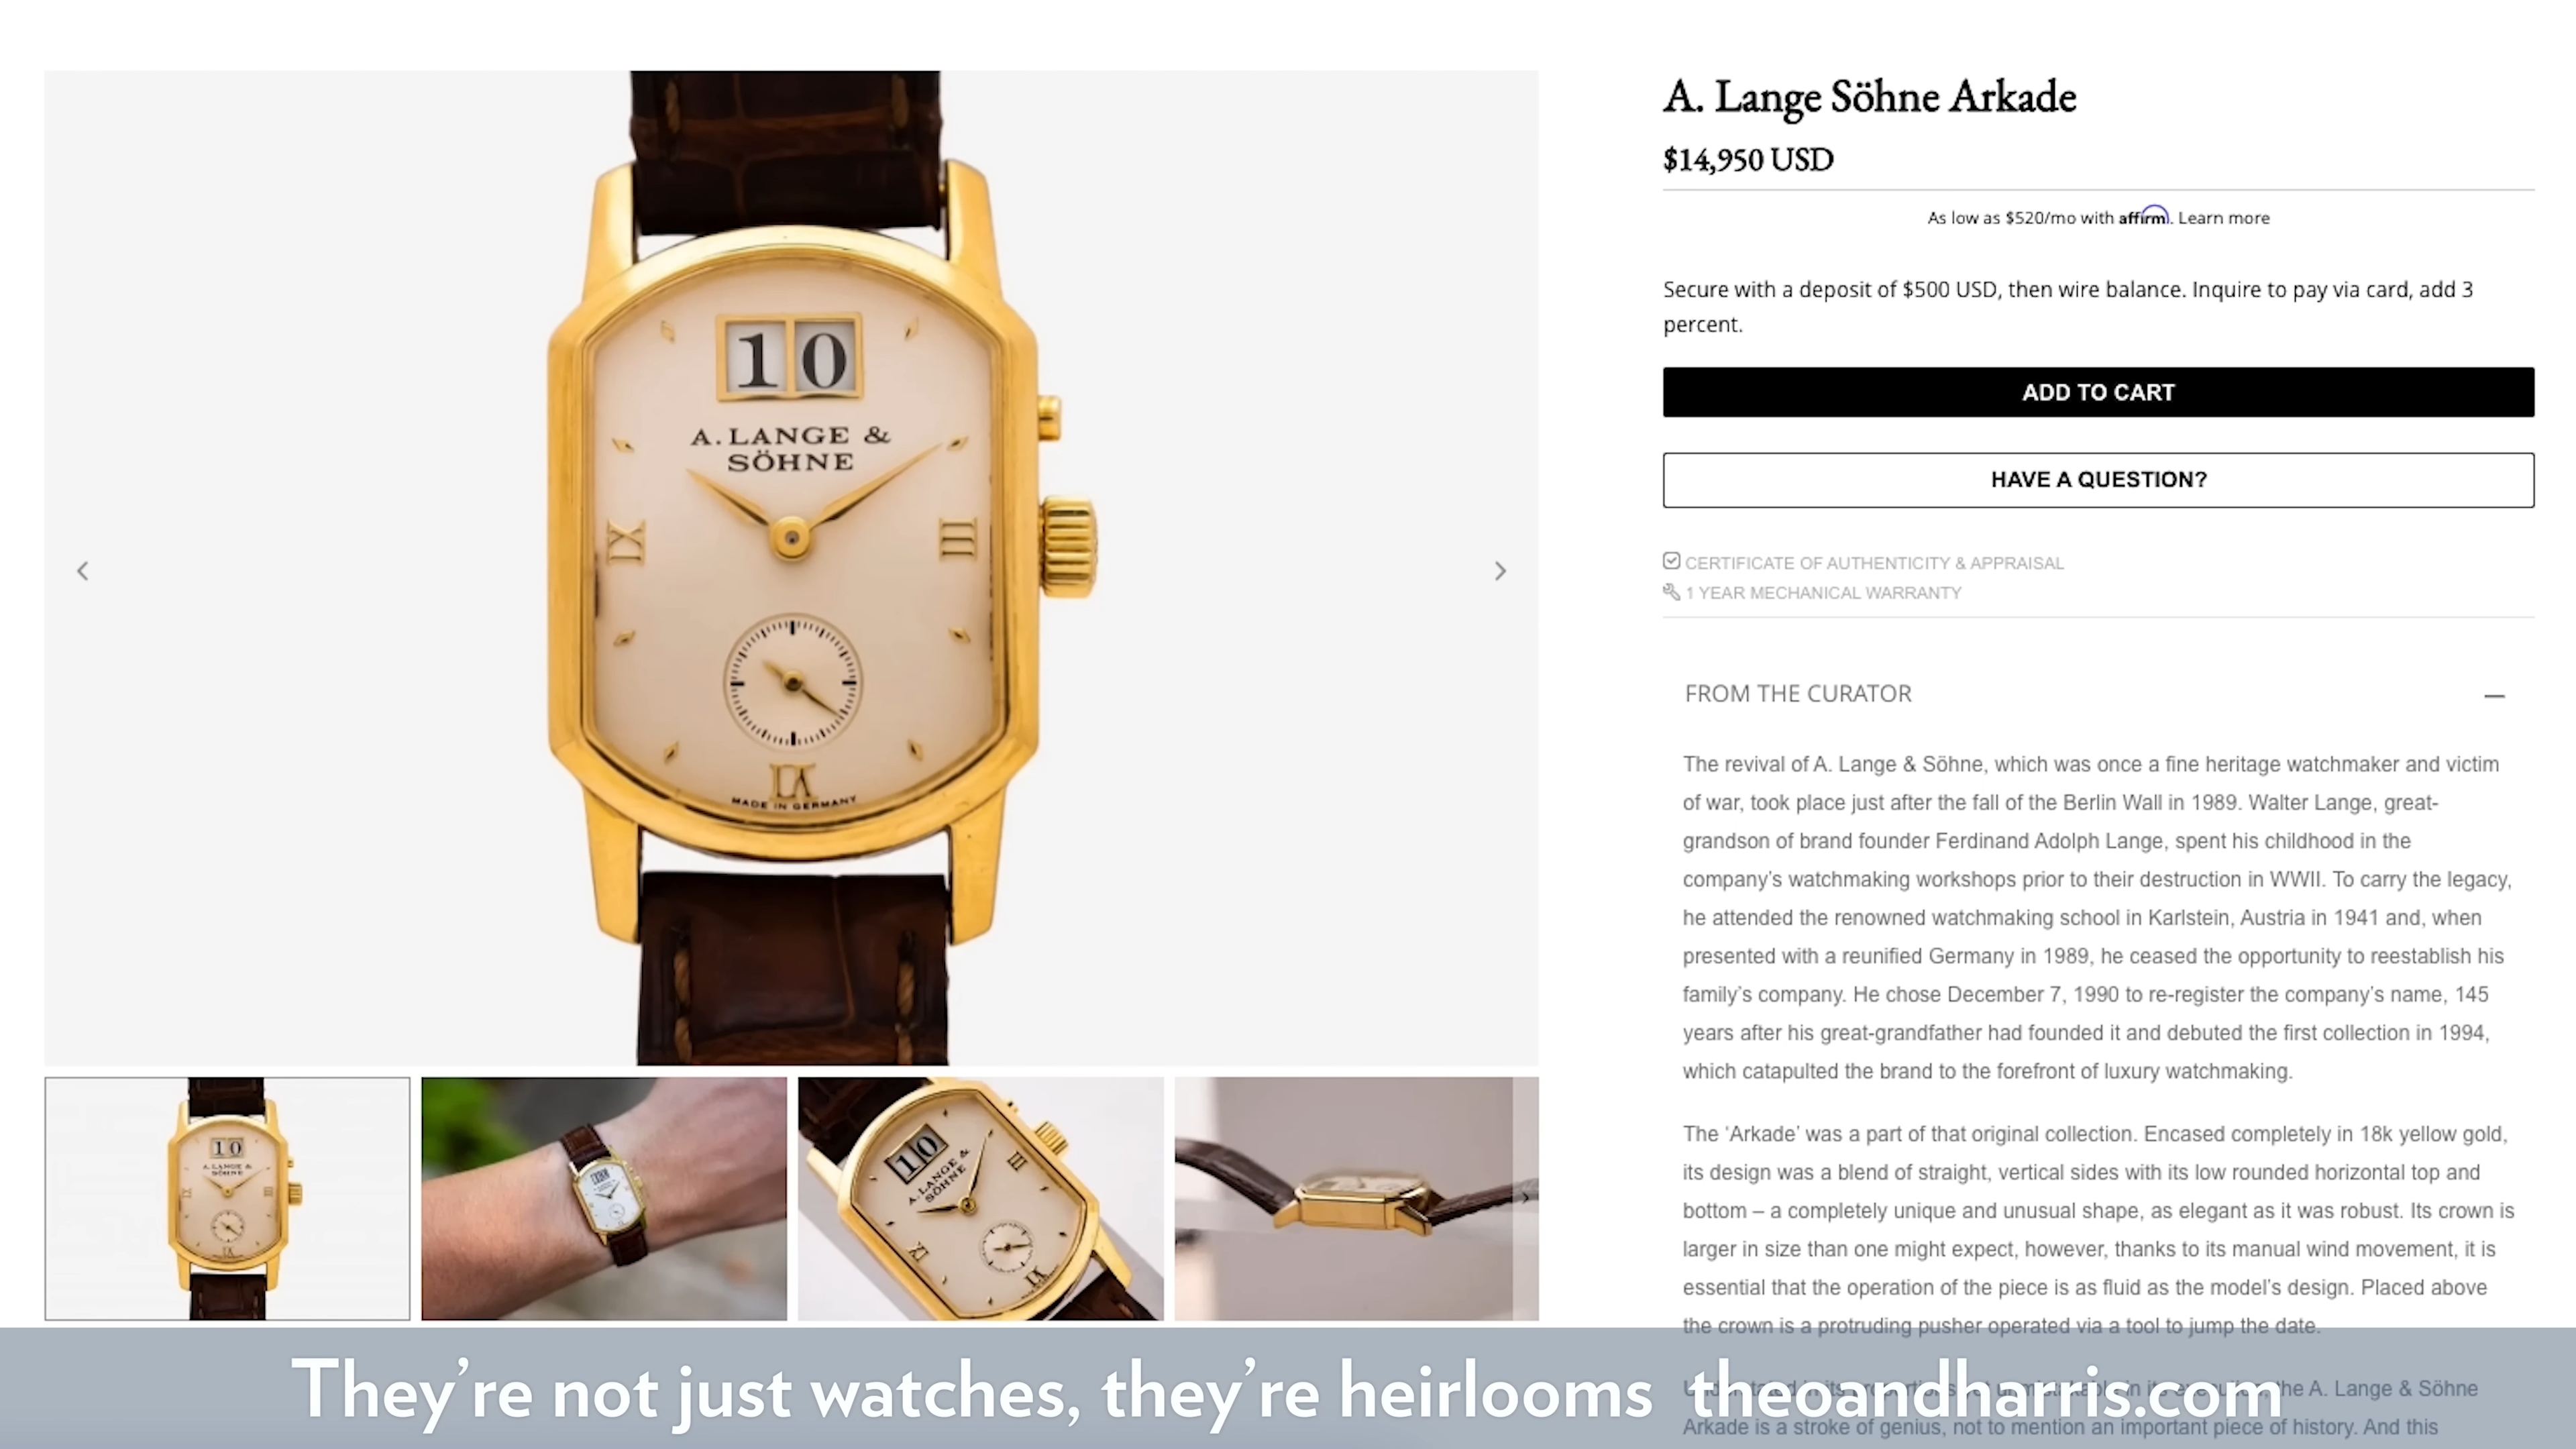 A. Lange Söhne Arkade
$14,950 USD
As low as $520/mo with affirm. Learn more
Secure with a deposit of $500 USD, then wire balance. Inquire to pay via card, add 3
percent.
ADD TO CART
HAVE A QUESTION?
CERTIFICATE OF AUTHENTICITY & APPRAISAL
1 YEAR MECHANICAL WARRANTY
FROM THE CURATOR
The revival of A. Lange & Söhne, which was once a fine heritage watchmaker and victim
of war, took place just after the fall of the Berlin Wall in 1989. Walter Lange, great-
grandson of brand founder Ferdinand Adolph Lange, spent his childhood in the
company's watchmaking workshops prior to their destruction in WWII. To carry the legacy,
he attended the renowned watchmaking school in Karlstein, Austria in 1941 and, when
presented with a reunified Germany in 1989, he ceased the opportunity to reestablish his
family's company. He chose December 7, 1990 to re-register the company's name, 145
years after his great-grandfather had founded it and debuted the first collection in 1994,
which catapulted the brand to the forefront of luxury watchmaking.
The 'Arkade' was a part of that original collection. Encased completely in 18k yellow gold,
its design was a blend of straight, vertical sides with its low rounded horizontal top and
bottom – a completely unique and unusual shape, as elegant as it was robust. Its crown is
larger in size than one might expect, however, thanks to its manual wind movement, it is
essential that the operation of the piece is as fluid as the model's design. Placed above
the crown is a protruding pusher operated via a tool to jump the date.
the A. Lange & Söhne
Arkade is a stroke of genius, not to mention an important piece of history. And this
10
A. LANGE &
SÖHNE
IX
III
VI
MADE IN GERMANY
10
A. LANGE &
SÖHNE
10
A. LANGE &
SÖHNE
III
IX
VI
They're not just watches, they're heirlooms theoandharris.com